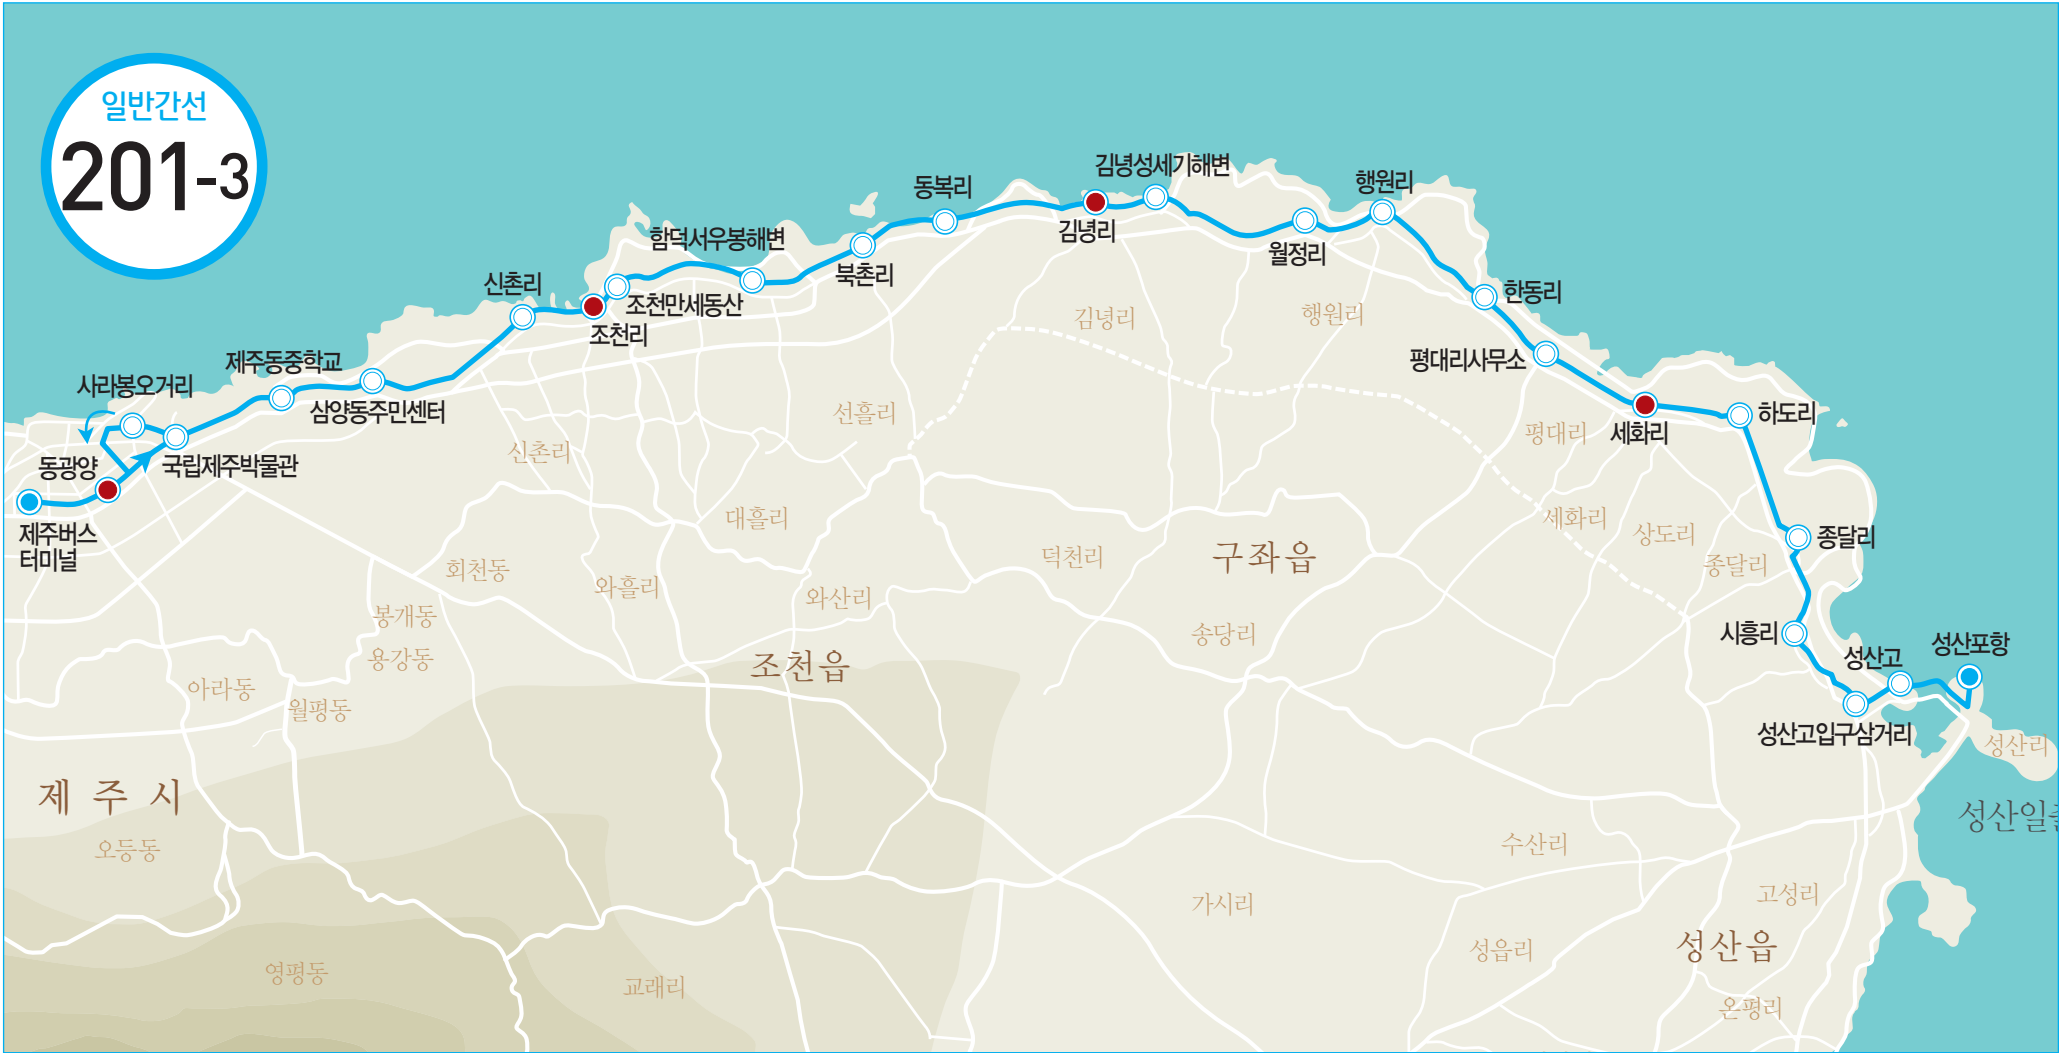 일반간선
201-3
김녕성세기해변
행원리
동복리
김녕리
월정리
함덕서우봉해변
북촌리
신촌리
조천만세동산
조천리
한동리
김녕리
행원리
제주동중학교
평대리사무소
사라봉오거리
삼양동주민센터
선흘리
하도리
평대리
세화리
신촌리
동광양
국립제주박물관
제주버스
터미널
대흘리
세화리
상도리
종달리
회천동
와흘리
와산리
덕천리
구좌읍
종달리
봉개동
용강동
송당리
시흥리
성산고
성산포항
조천읍
아라동
월평동
성산고입구삼거리
성산리
제 주 시
성산일출
오등동
수산리
가시리
고성리
성읍리
성산읍
영평동
교래리
온평리